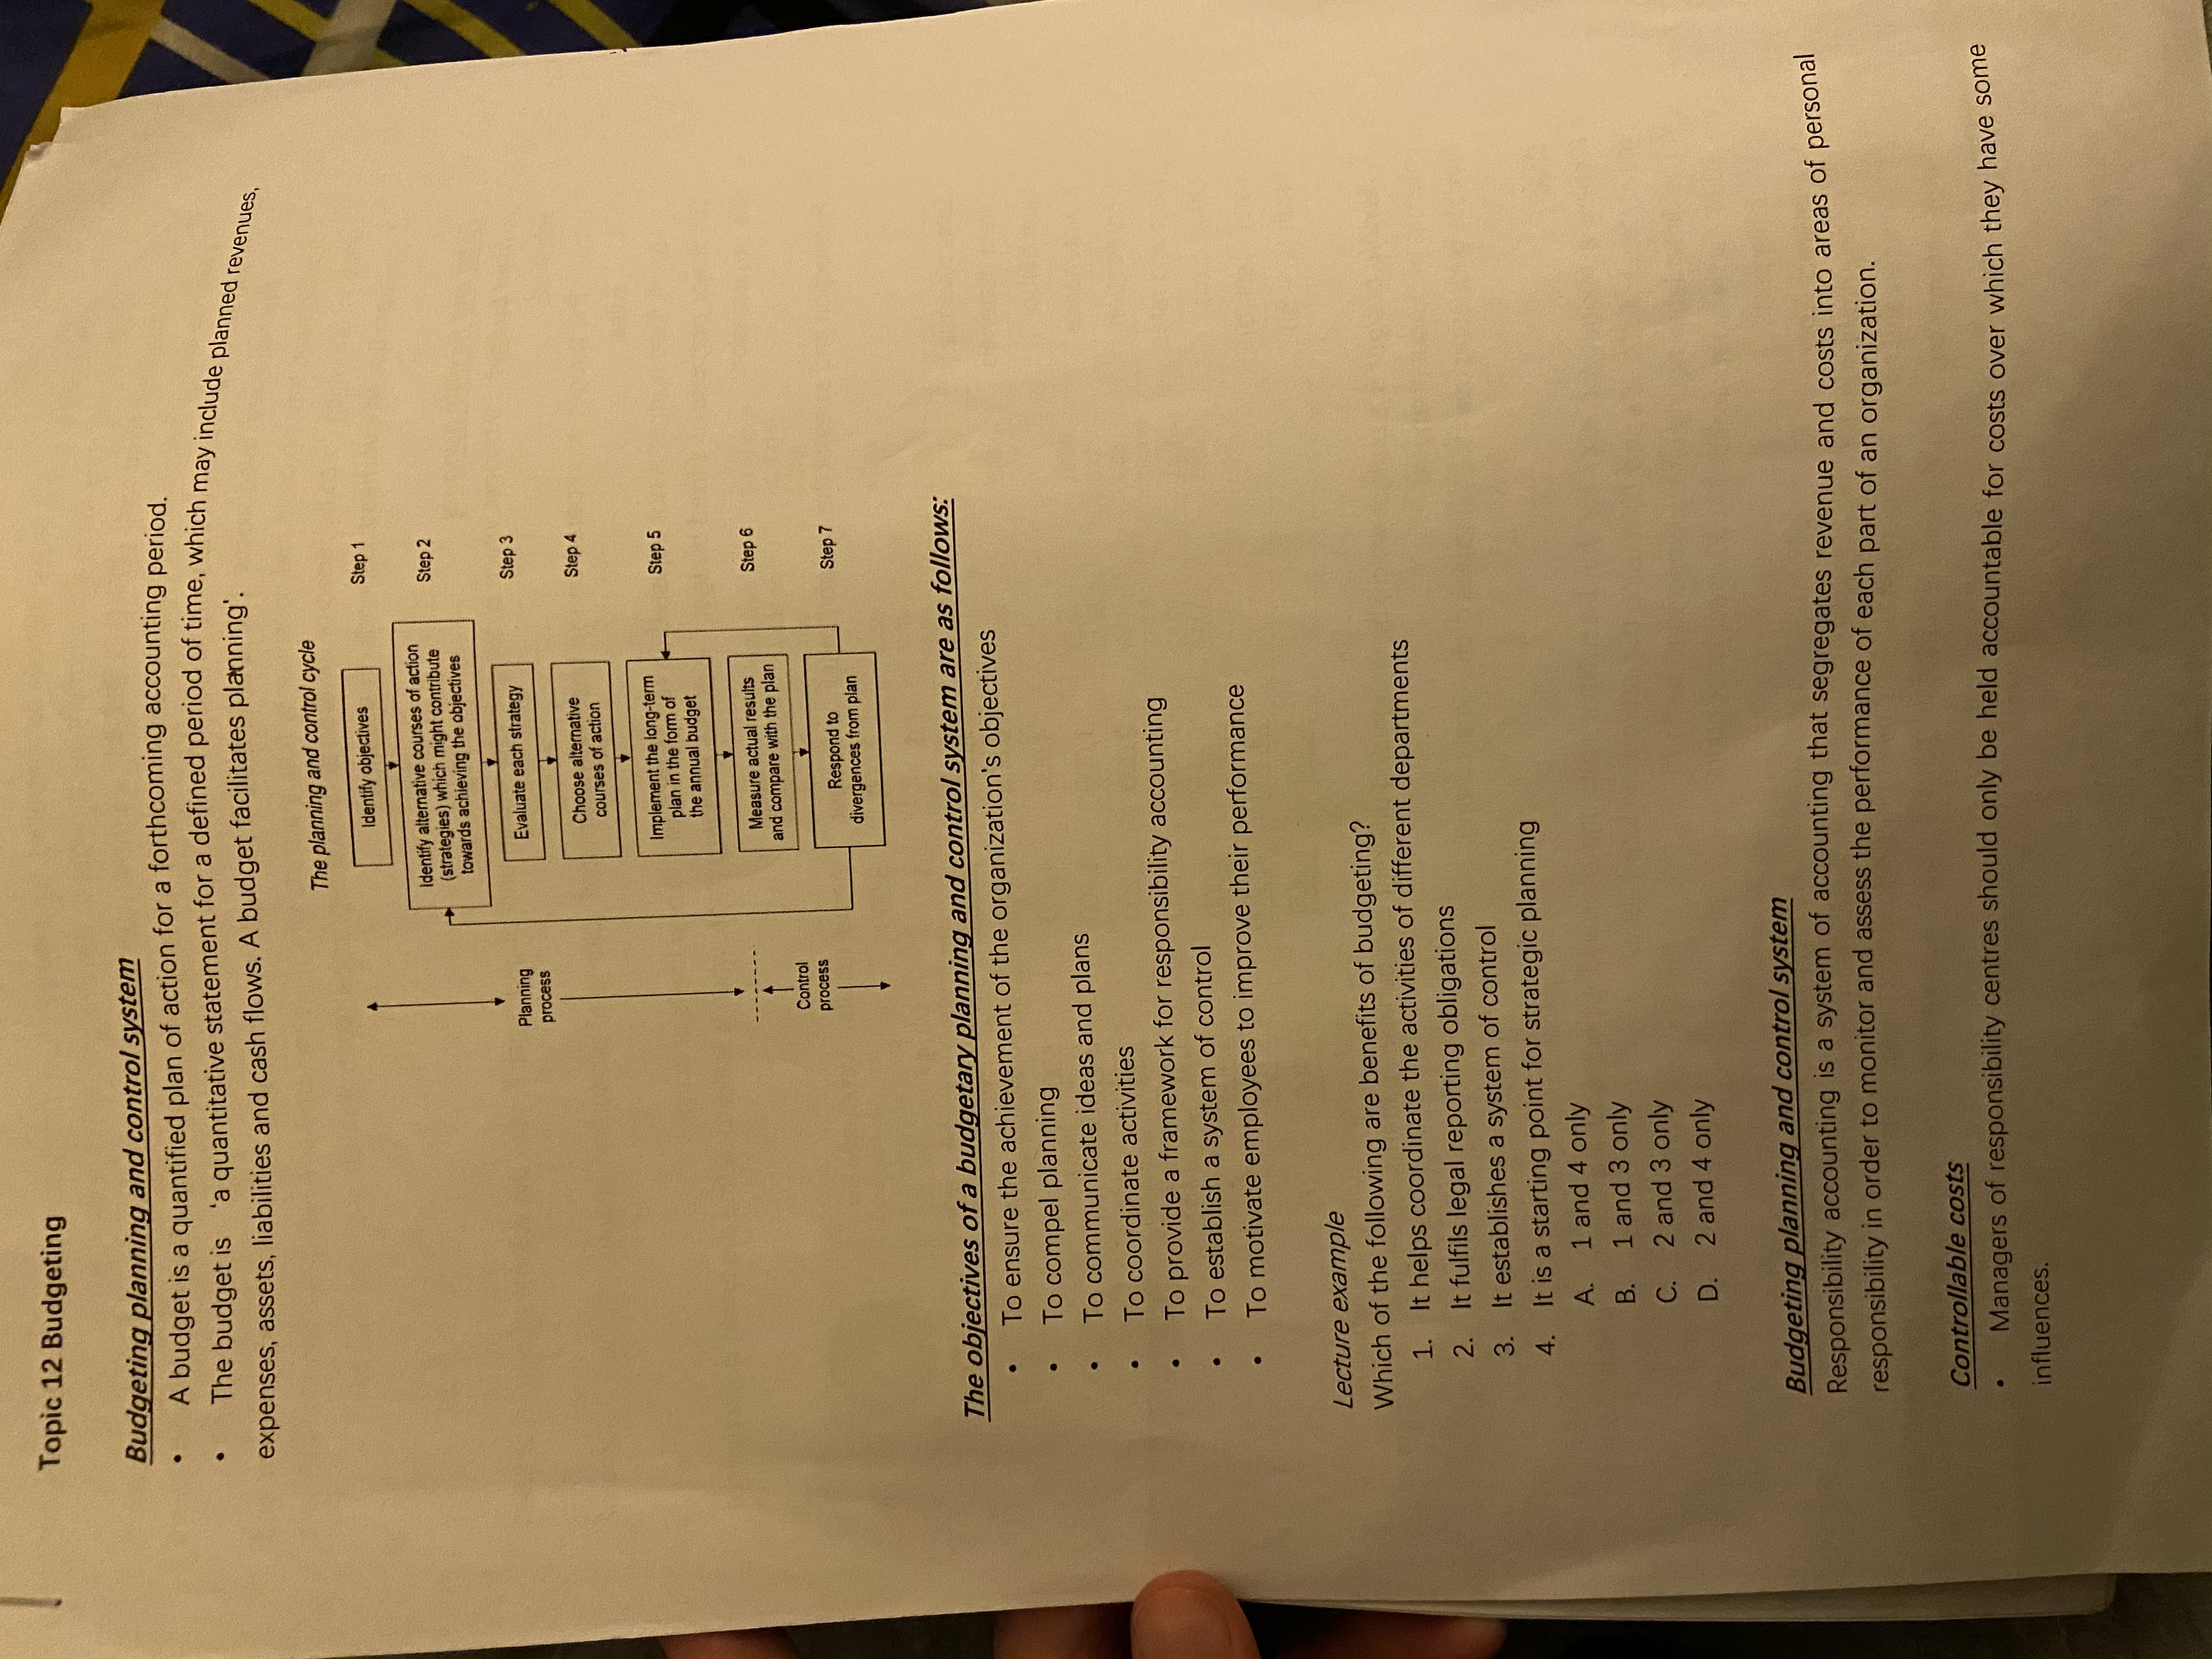 Topic 12 Budgeting
Budgeting planning and control system
• A budget is a quantified plan of action for a forthcoming accounting period.
• The budget is 'a quantitative statement for a defined period of time, which may include planned revenues,
expenses, assets, liabilities and cash flows. A budget facilitates planning'.
The planning and control cycle
Identify objectives
Step 1
Identify alternative courses of action
(strategies) which might contribute
towards achieving the objectives
Step 2
Planning
process
Evaluate each strategy
Step 3
Choose alternative
courses of action
Step 4
Implement the long-term
plan in the form of
the annual budget
Step 5
Control
process
Measure actual results
and compare with the plan
Step 6
Respond to
divergences from plan
Step 7
The objectives of a budgetary planning and control system are as follows:
• To ensure the achievement of the organization's objectives
• To compel planning
• To communicate ideas and plans
• To coordinate activities
• To provide a framework for responsibility accounting
• To establish a system of control
• To motivate employees to improve their performance
Lecture example
Which of the following are benefits of budgeting?
1. It helps coordinate the activities of different departments
2. It fulfils legal reporting obligations
3. It establishes a system of control
4. It is a starting point for strategic planning
A. 1 and 4 only
B. 1 and 3 only
C. 2 and 3 only
D. 2 and 4 only
Budgeting planning and control system
Responsibility accounting is a system of accounting that segregates revenue and costs into areas of personal
responsibility in order to monitor and assess the performance of each part of an organization.
Controllable costs
• Managers of responsibility centres should only be held accountable for costs over which they have some
influences.